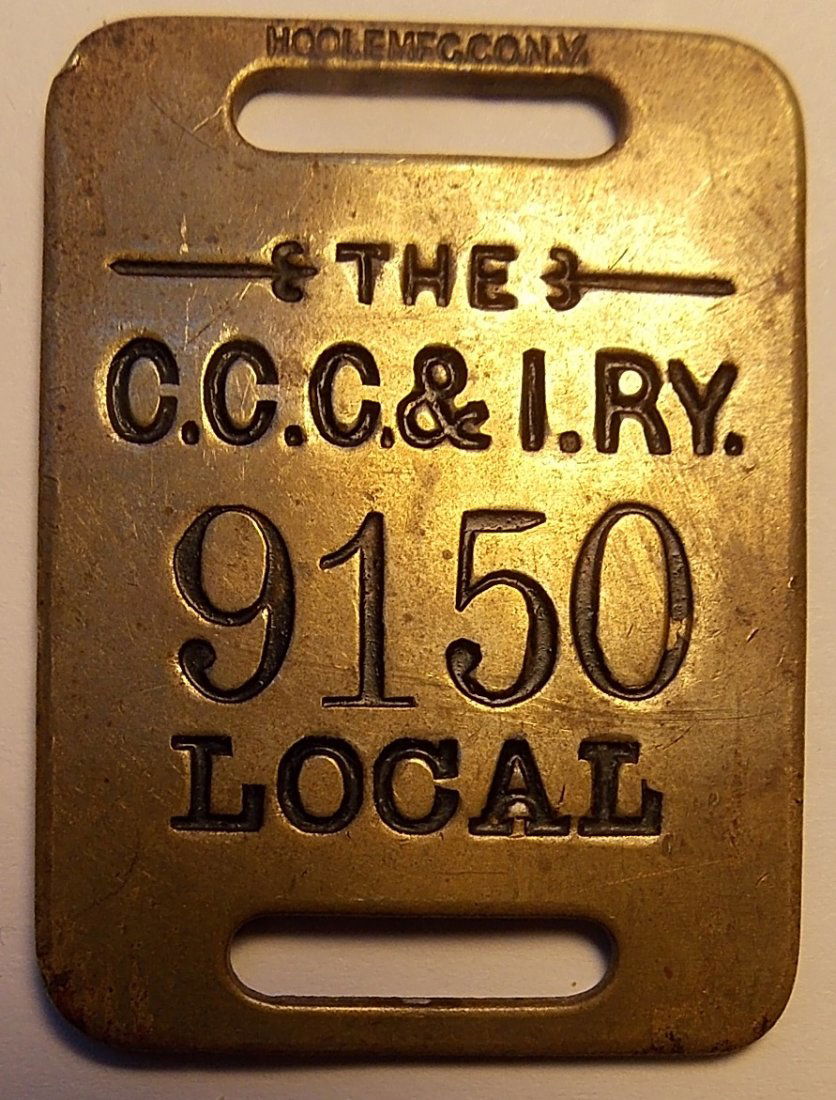 HOOLE MFG.CO.N.Y.
THE
C.C.C.& I.RY.
9150
LOCAL